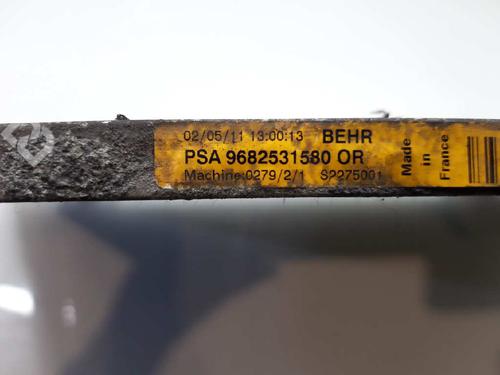 02/05/11 13:00:13 BEHR
PSA 9682531580 OR
Machine:0279/2/1 S2275001
Made
in
France